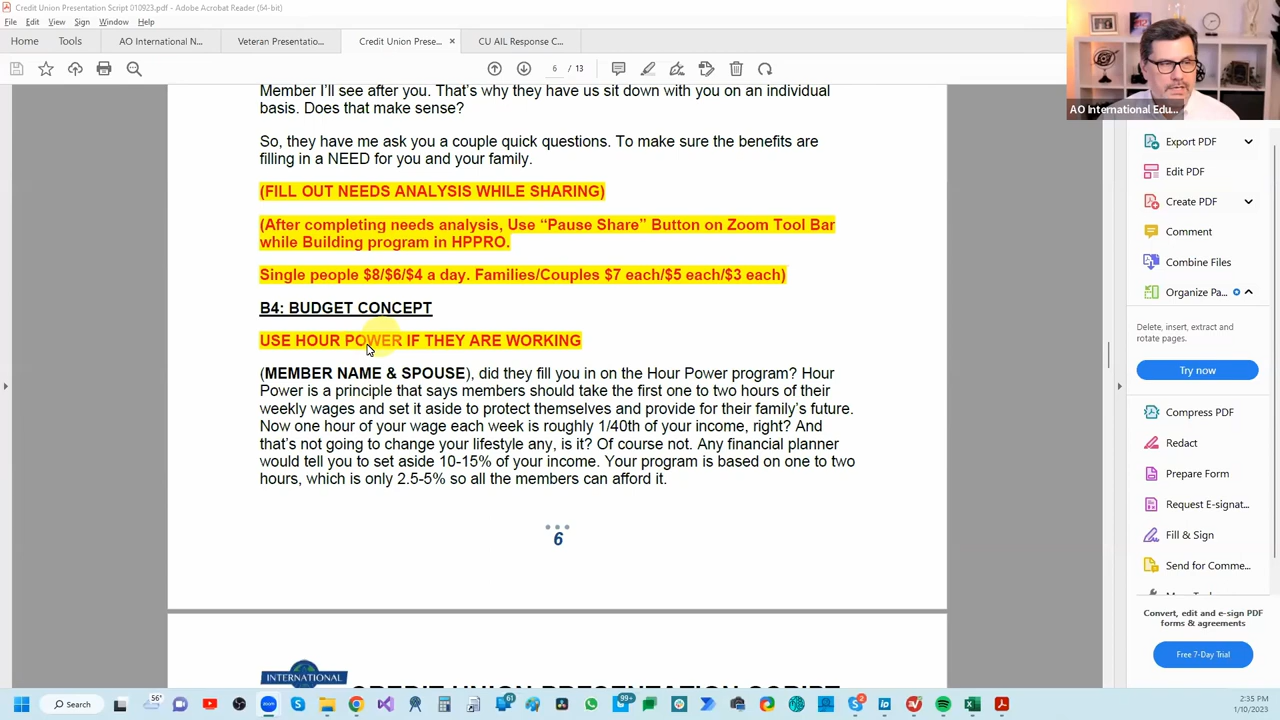 Credit Union Presentation Script 010923.pdf - Adobe Acrobat Reader (64-bit)
File Edit View Sign Window Help
Home Tools AO International N... Veteran Presentatio... Credit Union Prese... × CU AIL Response C...
6 / 13
AO International Edu...
Member I'll see after you. That's why they have us sit down with you on an individual
basis. Does that make sense?
So, they have me ask you a couple quick questions. To make sure the benefits are
filling in a NEED for you and your family.
(FILL OUT NEEDS ANALYSIS WHILE SHARING)
(After completing needs analysis, Use “Pause Share” Button on Zoom Tool Bar
while Building program in HPPRO.
Single people $8/$6/$4 a day. Families/Couples $7 each/$5 each/$3 each)
B4: BUDGET CONCEPT
USE HOUR POWER IF THEY ARE WORKING
(MEMBER NAME & SPOUSE), did they fill you in on the Hour Power program? Hour
Power is a principle that says members should take the first one to two hours of their
weekly wages and set it aside to protect themselves and provide for their family's future.
Now one hour of your wage each week is roughly 1/40th of your income, right? And
that's not going to change your lifestyle any, is it? Of course not. Any financial planner
would tell you to set aside 10-15% of your income. Your program is based on one to two
hours, which is only 2.5-5% so all the members can afford it.
6
INTERNATIONAL
CREDIT UNION PRESENTATION SCRIPT
Export PDF
Edit PDF
Create PDF
Comment
Combine Files
Organize Pa...
Delete, insert, extract and
rotate pages.
Try now
Compress PDF
Redact
Prepare Form
Request E-signat...
Fill & Sign
Send for Comme...
Convert, edit and e-sign PDF
forms & agreements
Free 7-Day Trial
Search
56°
61
99+
2:35 PM
1/10/2023